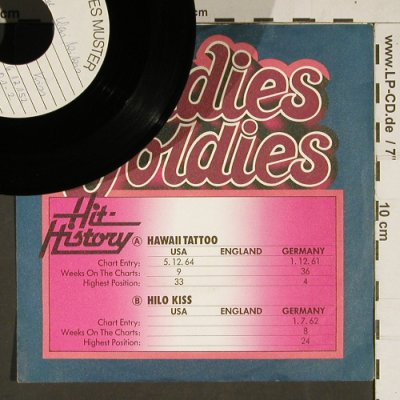 ES MUSTER
oldies
Goldies
Hit-
History
A HAWAII TATTOO
USA ENGLAND GERMANY
Chart Entry: 5.12.64 1.12.61
Weeks On The Charts: 9 36
Highest Position: 33 4
B HILO KISS
USA ENGLAND GERMANY
Chart Entry: 1.7.62
Weeks On The Charts: 8
Highest Position: 24
10 cm
www.LP-CD.de / 7"
10 cm